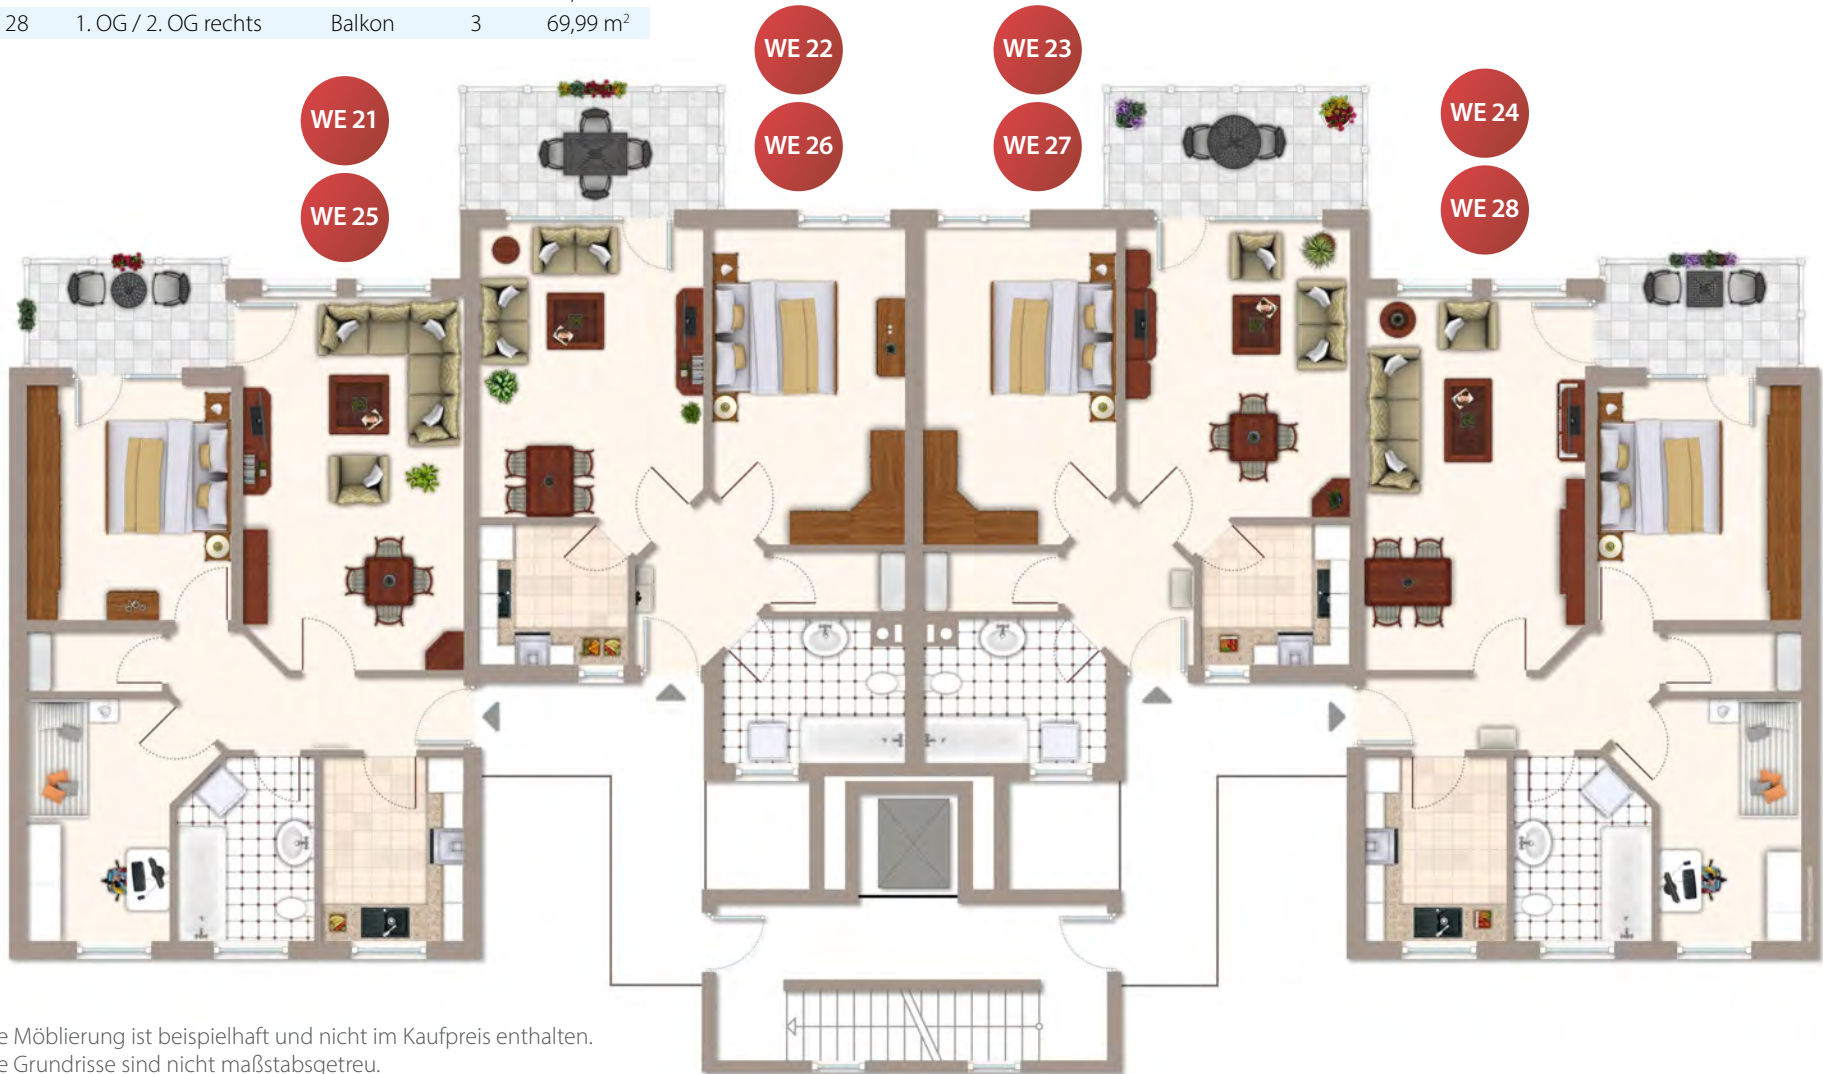 28 1. OG / 2. OG rechts Balkon 3 69,99 m²
WE 22
WE 23
WE 21
WE 24
WE 26
WE 27
WE 25
WE 28
e Möblierung ist beispielhaft und nicht im Kaufpreis enthalten.
e Grundrisse sind nicht maßstabsgetreu.